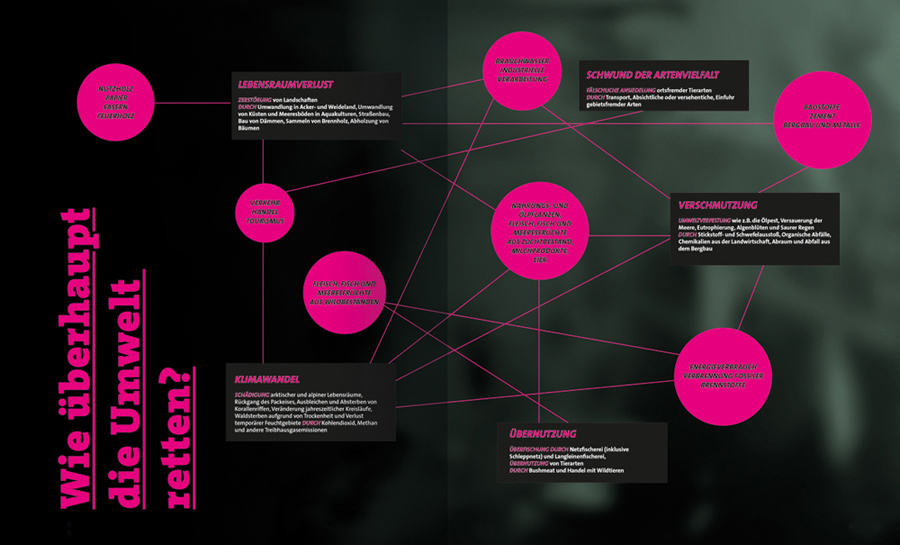 Wie überhaupt
die Umwelt
retten?
NUTZHOLZ
PAPIER
FASERN
FEUERHOLZ
LEBENSRAUMVERLUST
ZERSTÖRUNG von Landschaften
DURCH Umwandlung in Acker- und Weideland, Umwandlung
von Küsten und Meeresböden in Aquakulturen, Straßenbau,
Bau von Dämmen, Sammeln von Brennholz, Abholzung von
Bäumen
BRAUCHWASSER
INDUSTRIELLE
VERARBEITUNG
SCHWUND DER ARTENVIELFALT
FÄLSCHLICHE ANSIEDLUNG ortsfremder Tierarten
DURCH Transport, Absichtliche oder versehentliche, Einfuhr
gebietsfremder Arten
BAUSTOFFE
ZEMENT
BERGBAU UND METALLE
VERKEHR
HANDEL
TOURISMUS
NAHRUNGS- UND
ÖLPFLANZEN
FLEISCH, FISCH UND
MEERESFRÜCHTE
AUS ZUCHTBESTAND
MILCHPRODUKTE
EIER
VERSCHMUTZUNG
UMWELTVERPESTUNG wie z.B. die Ölpest, Versauerung der
Meere, Eutrophierung, Algenblüten und Saurer Regen
DURCH Stickstoff- und Schwefelausstoß, Organische Abfälle,
Chemikalien aus der Landwirtschaft, Abraum und Abfall aus
dem Bergbau
FLEISCH, FISCH UND
MEERESFRÜCHTE
AUS WILDBESTÄNDEN
KLIMAWANDEL
SCHÄDIGUNG arktischer und alpiner Lebensräume,
Rückgang des Packeises, Ausbleichen und Absterben von
Korallenriffen, Veränderung jahreszeitlicher Kreisläufe,
Waldsterben aufgrund von Trockenheit und Verlust
temporärer Feuchtgebiete DURCH Kohlendioxid, Methan
und andere Treibhausgasemissionen
ENERGIEVERBRAUCH
VERBRENNUNG FOSSILER
BRENNSTOFFE
ÜBERNUTZUNG
ÜBERFISCHUNG DURCH Netzfischerei (inklusive
Schleppnetz) und Langleinenfischerei,
ÜBERNUTZUNG von Tierarten
DURCH Bushmeat und Handel mit Wildtieren